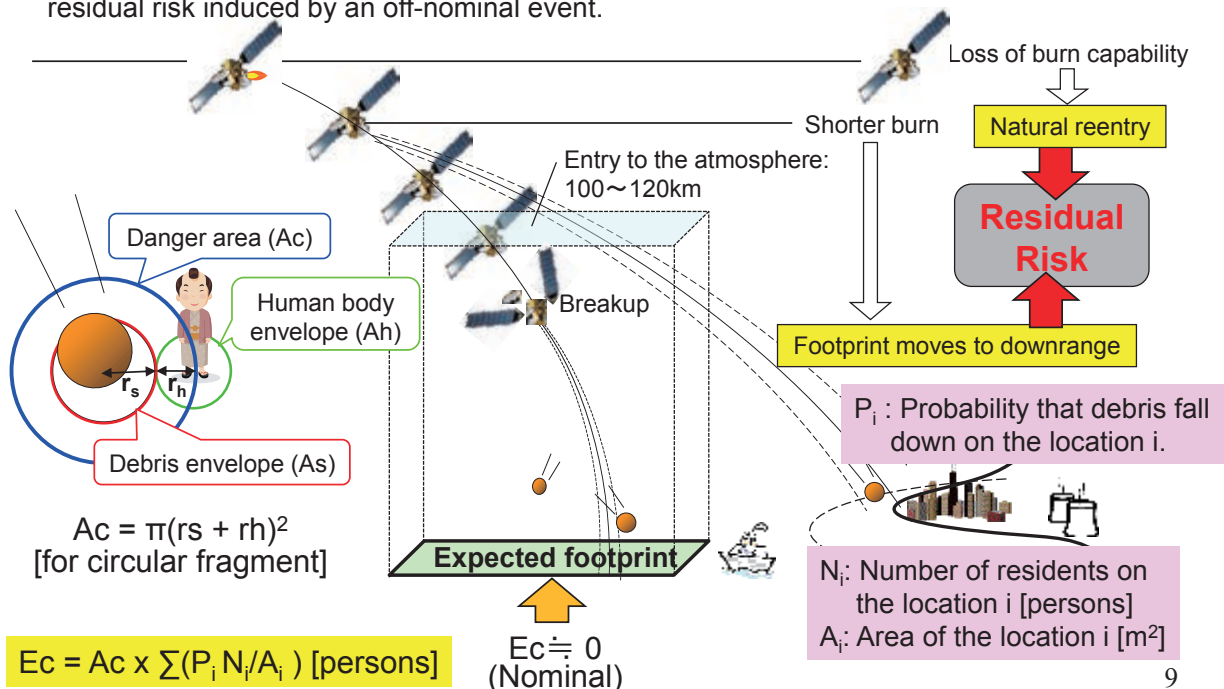 residual risk induced by an off-nominal event.
Loss of burn capability
Shorter burn
Natural reentry
Entry to the atmosphere:
100～120km
Residual
Risk
Danger area (Ac)
Human body
envelope (Ah)
Breakup
Footprint moves to downrange
rs
rh
Pi : Probability that debris fall
down on the location i.
Debris envelope (As)
Ac = π(rs + rh)2
[for circular fragment]
Expected footprint
Ni: Number of residents on
the location i [persons]
Ai: Area of the location i [m2]
Ec = Ac x ∑(Pi Ni/Ai ) [persons]
Ec≒ 0
(Nominal)
9